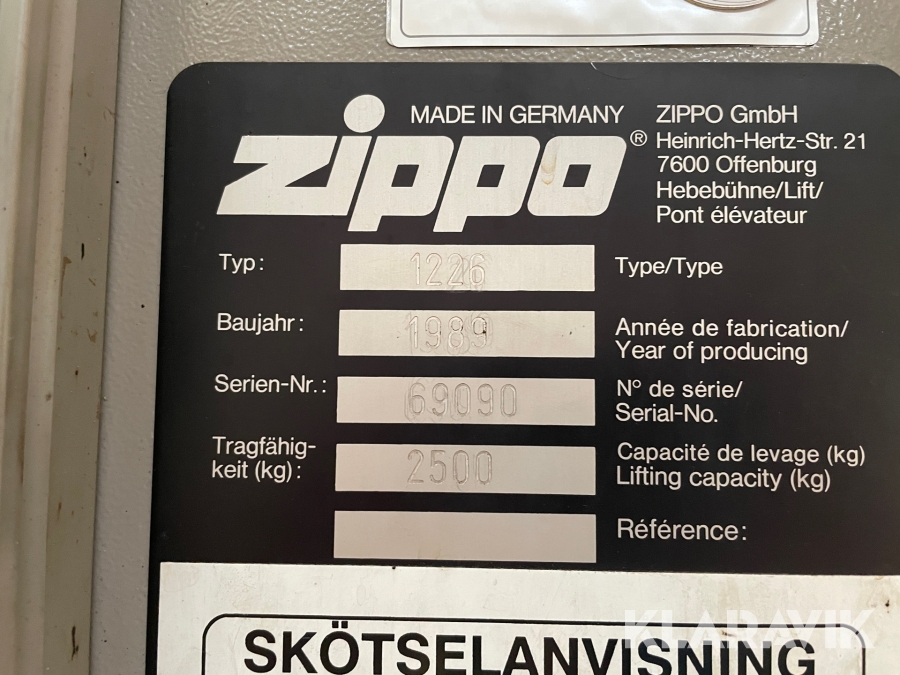 MADE IN GERMANY
zippo®
ZIPPO GmbH
Heinrich-Hertz-Str. 21
7600 Offenburg
Hebebühne/Lift/
Pont élévateur
Typ: 1226 Type/Type
Baujahr: 1989 Année de fabrication/
Year of producing
Serien-Nr.: 69090 N° de série/
Serial-No.
Tragfähig-
keit (kg): 2500 Capacité de levage (kg)
Lifting capacity (kg)
Référence:
SKÖTSELANVISNING
KLARAVIK